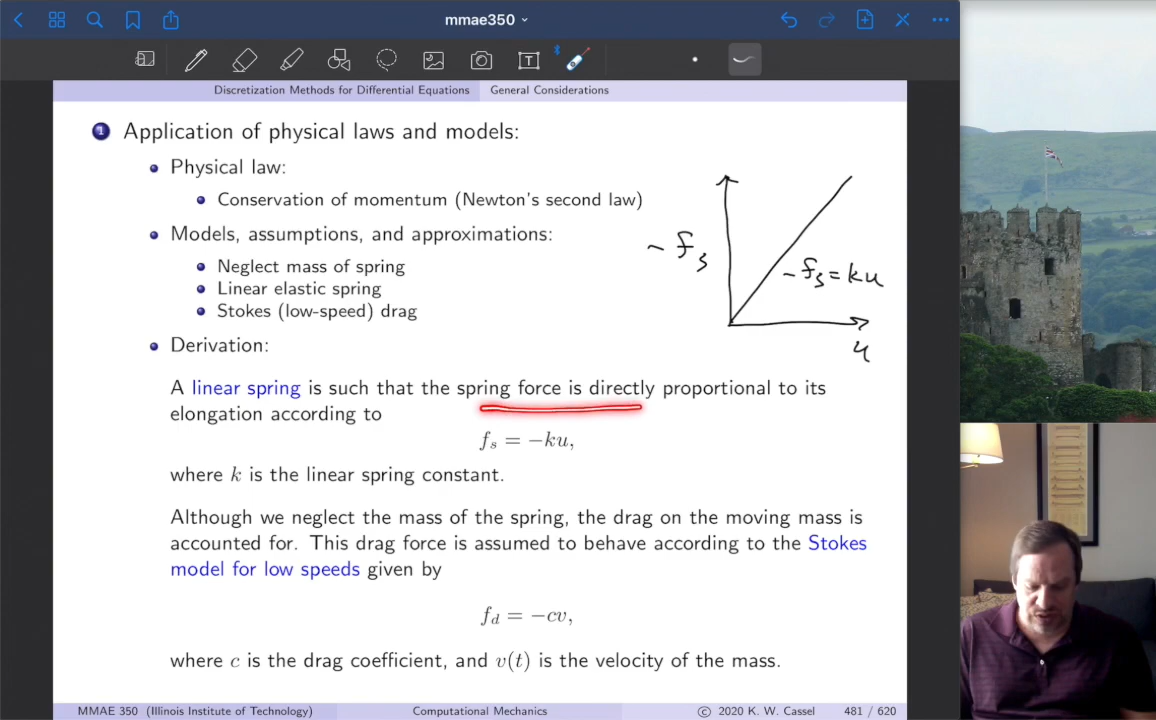 mmae350
T
Discretization Methods for Differential Equations General Considerations
1 Application of physical laws and models:
Physical law:
Conservation of momentum (Newton's second law)
Models, assumptions, and approximations:
Neglect mass of spring
Linear elastic spring
Stokes (low-speed) drag
- fs
- fs = ku
u
Derivation:
A linear spring is such that the spring force is directly proportional to its
elongation according to
fs = −ku,
where k is the linear spring constant.
Although we neglect the mass of the spring, the drag on the moving mass is
accounted for. This drag force is assumed to behave according to the Stokes
model for low speeds given by
fd = −cv,
where c is the drag coefficient, and v(t) is the velocity of the mass.
MMAE 350 (Illinois Institute of Technology) Computational Mechanics © 2020 K. W. Cassel 481 / 620